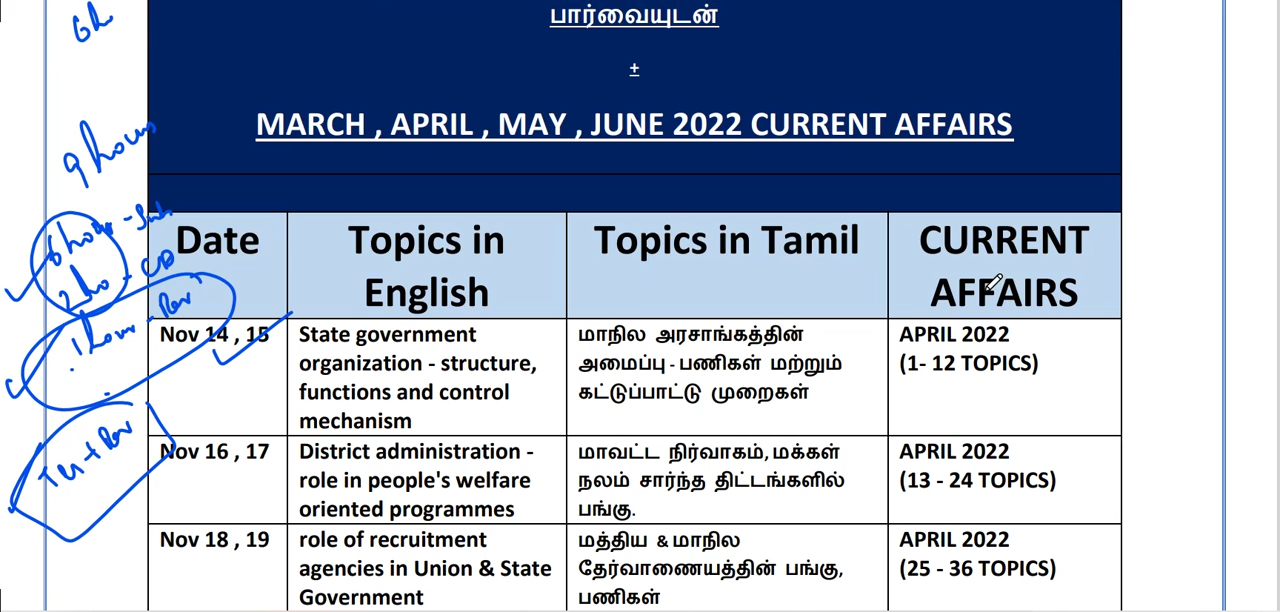 பார்வையுடன்
±
MARCH , APRIL , MAY , JUNE 2022 CURRENT AFFAIRS
9 hours
Date
Topics in
English
Topics in Tamil
CURRENT
AFFAIRS
Nov 14 , 15
State government
organization - structure,
functions and control
mechanism
மாநில அரசாங்கத்தின்
அமைப்பு - பணிகள் மற்றும்
கட்டுப்பாட்டு முறைகள்
APRIL 2022
(1- 12 TOPICS)
Nov 16 , 17
District administration -
role in people's welfare
oriented programmes
மாவட்ட நிர்வாகம், மக்கள்
நலம் சார்ந்த திட்டங்களில்
பங்கு.
APRIL 2022
(13 - 24 TOPICS)
Nov 18 , 19
role of recruitment
agencies in Union & State
Government
மத்திய & மாநில
தேர்வாணையத்தின் பங்கு,
பணிகள்
APRIL 2022
(25 - 36 TOPICS)